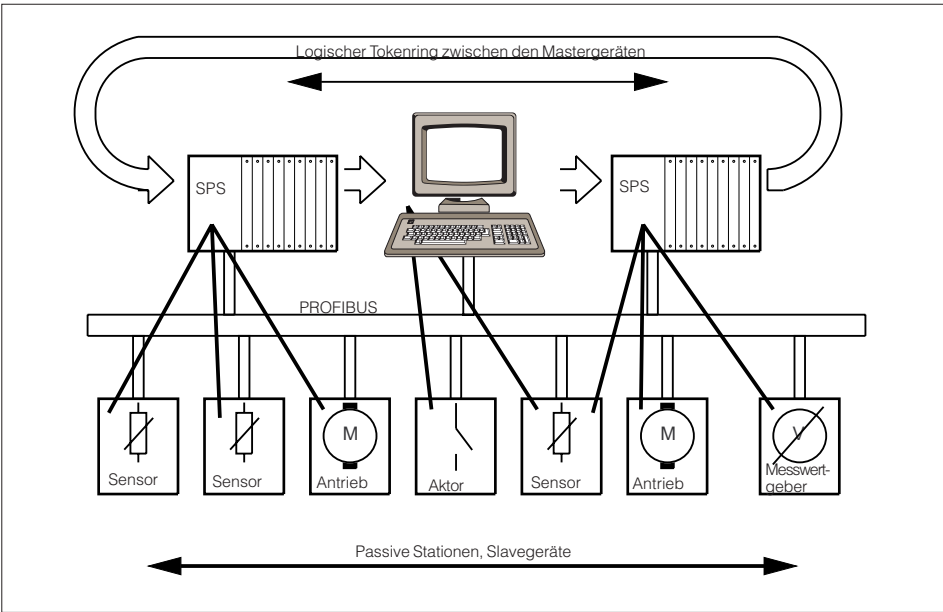 Logischer Tokenring zwischen den Mastergeräten
SPS
SPS
PROFIBUS
M
M
V
Sensor
Sensor
Antrieb
Aktor
Sensor
Antrieb
Messwert-
geber
Passive Stationen, Slavegeräte